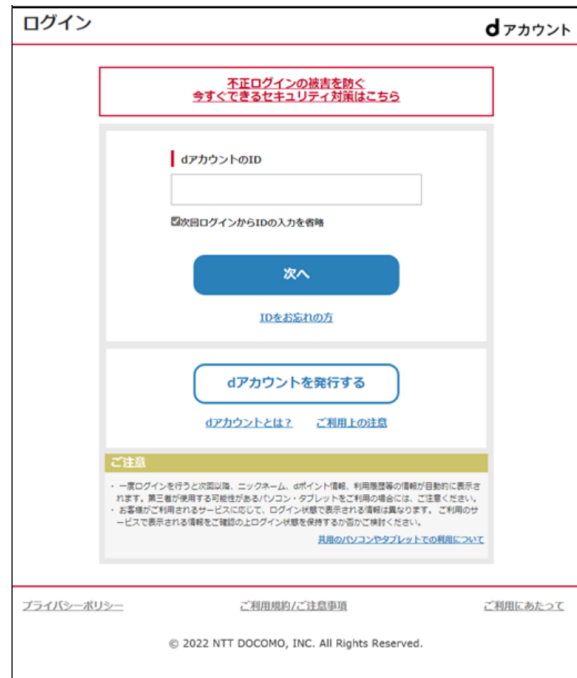 ログイン
dアカウント
不正ログインの被害を防ぐ
今すぐできるセキュリティ対策はこちら
dアカウントのID
次回ログインからIDの入力を省略
次へ
IDをお忘れの方
dアカウントを発行する
dアカウントとは？ ご利用上の注意
ご注意
・ 一度ログインを行うと次回以降、ニックネーム、dポイント情報、利用履歴等の情報が自動的に表示さ
れます。第三者が使用する可能性があるパソコン・タブレットをご利用の場合には、ご注意ください。
・ お客様がご利用されるサービスに応じて、ログイン状態で表示される情報は異なります。 ご利用のサ
ービスで表示される情報をご確認の上ログイン状態を保持するか否かご検討ください。
共用のパソコンやタブレットでの利用について
プライバシーポリシー ご利用規約/ご注意事項 ご利用にあたって
© 2022 NTT DOCOMO, INC. All Rights Reserved.